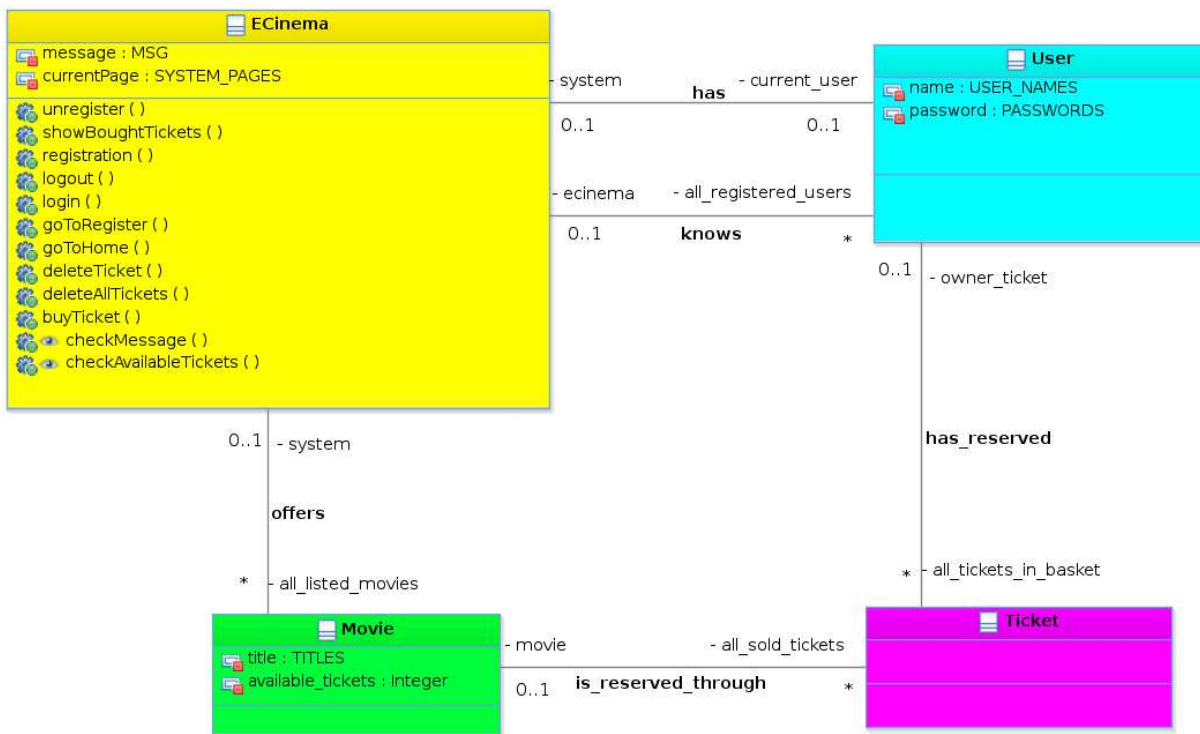 ECinema
message : MSG
currentPage : SYSTEM_PAGES
unregister ( )
showBoughtTickets ( )
registration ( )
logout ( )
login ( )
goToRegister ( )
goToHome ( )
deleteTicket ( )
deleteAllTickets ( )
buyTicket ( )
checkMessage ( )
checkAvailableTickets ( )
- system
has
- current_user
0..1
0..1
- ecinema
- all_registered_users
0..1
knows
*
User
name : USER_NAMES
password : PASSWORDS
0..1
- owner_ticket
has_reserved
*
- all_tickets_in_basket
0..1
- system
offers
*
- all_listed_movies
Movie
title : TITLES
available_tickets : Integer
- movie
- all_sold_tickets
0..1
is_reserved_through
*
Ticket